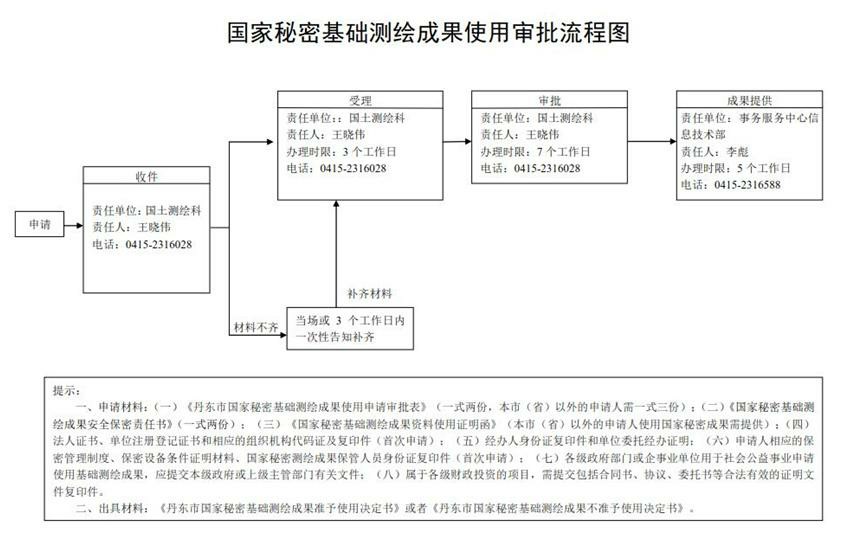 国家秘密基础测绘成果使用审批流程图
申请
收件
责任单位：国土测绘科
责任人：王晓伟
电话：0415-2316028
受理
责任单位：：国土测绘科
责任人：王晓伟
办理时限：3 个工作日
电话：0415-2316028
审批
责任单位：国土测绘科
责任人：王晓伟
办理时限：7 个工作日
电话：0415-2316028
成果提供
责任单位：事务服务中心信
息技术部
责任人：李彪
办理时限：5 个工作日
电话：0415-2316588
补齐材料
材料不齐
当场或 3 个工作日内
一次性告知补齐
提示：
一、申请材料：（一）《丹东市国家秘密基础测绘成果使用申请审批表》（一式两份，本市（省）以外的申请人需一式三份）；（二）《国家秘密基础测
绘成果安全保密责任书》（一式两份）；（三）《国家秘密基础测绘成果资料使用证明函》（本市（省）以外的申请人使用国家秘密成果需提供）；（四）
法人证书、单位注册登记证书和相应的组织机构代码证及复印件（首次申请）；（五）经办人身份证复印件和单位委托经办证明；（六）申请人相应的保
密管理制度、保密设备条件证明材料、国家秘密测绘成果保管人员身份证复印件（首次申请）；（七）各级政府部门或企事业单位用于社会公益事业申请
使用基础测绘成果，应提交本级政府或上级主管部门有关文件；（八）属于各级财政投资的项目，需提交包括合同书、协议、委托书等合法有效的证明文
件复印件。
二、出具材料：《丹东市国家秘密基础测绘成果准予使用决定书》或者《丹东市国家秘密基础测绘成果不准予使用决定书》。